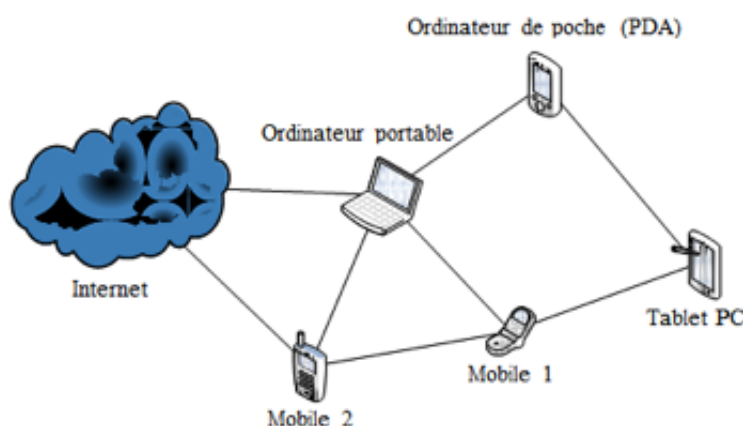 Ordinateur de poche (PDA)
Ordinateur portable
Internet
Tablet PC
Mobile 1
Mobile 2